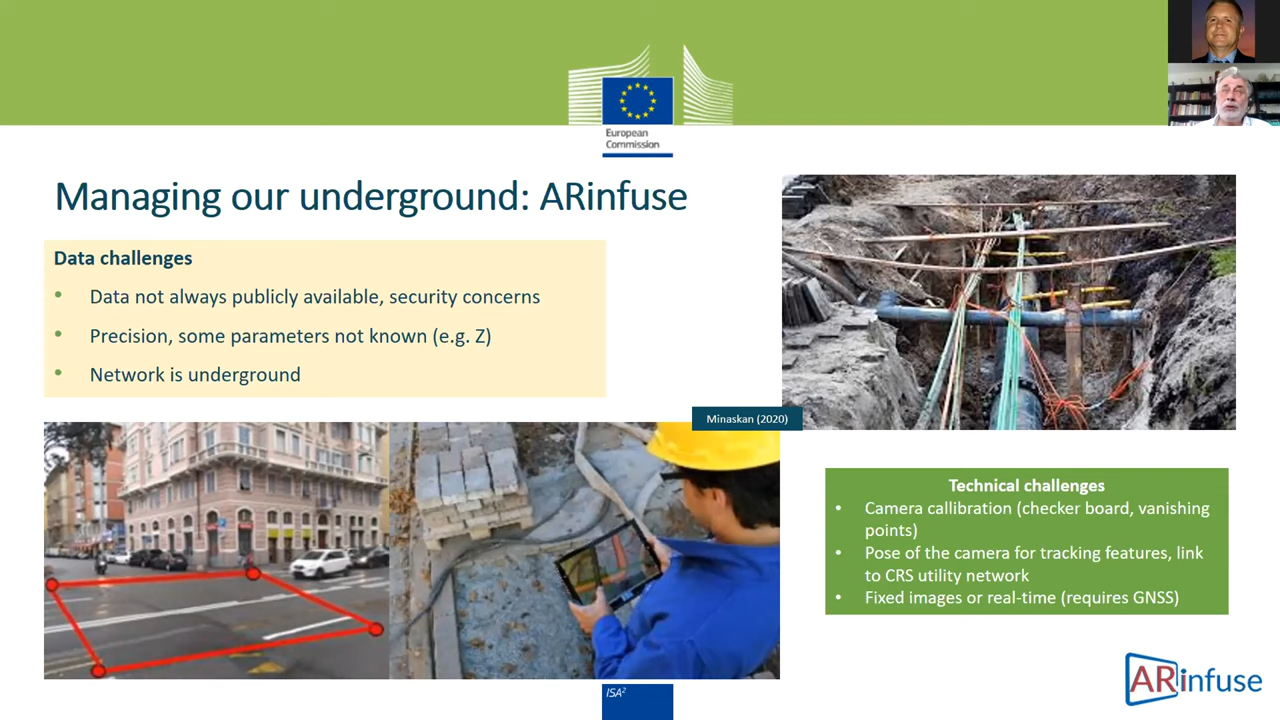 European
Commission
Managing our underground: ARinfuse
Data challenges
• Data not always publicly available, security concerns
• Precision, some parameters not known (e.g. Z)
• Network is underground
Minaskan (2020)
Technical challenges
• Camera callibration (checker board, vanishing
points)
• Pose of the camera for tracking features, link
to CRS utility network
• Fixed images or real-time (requires GNSS)
ISA²
ARinfuse